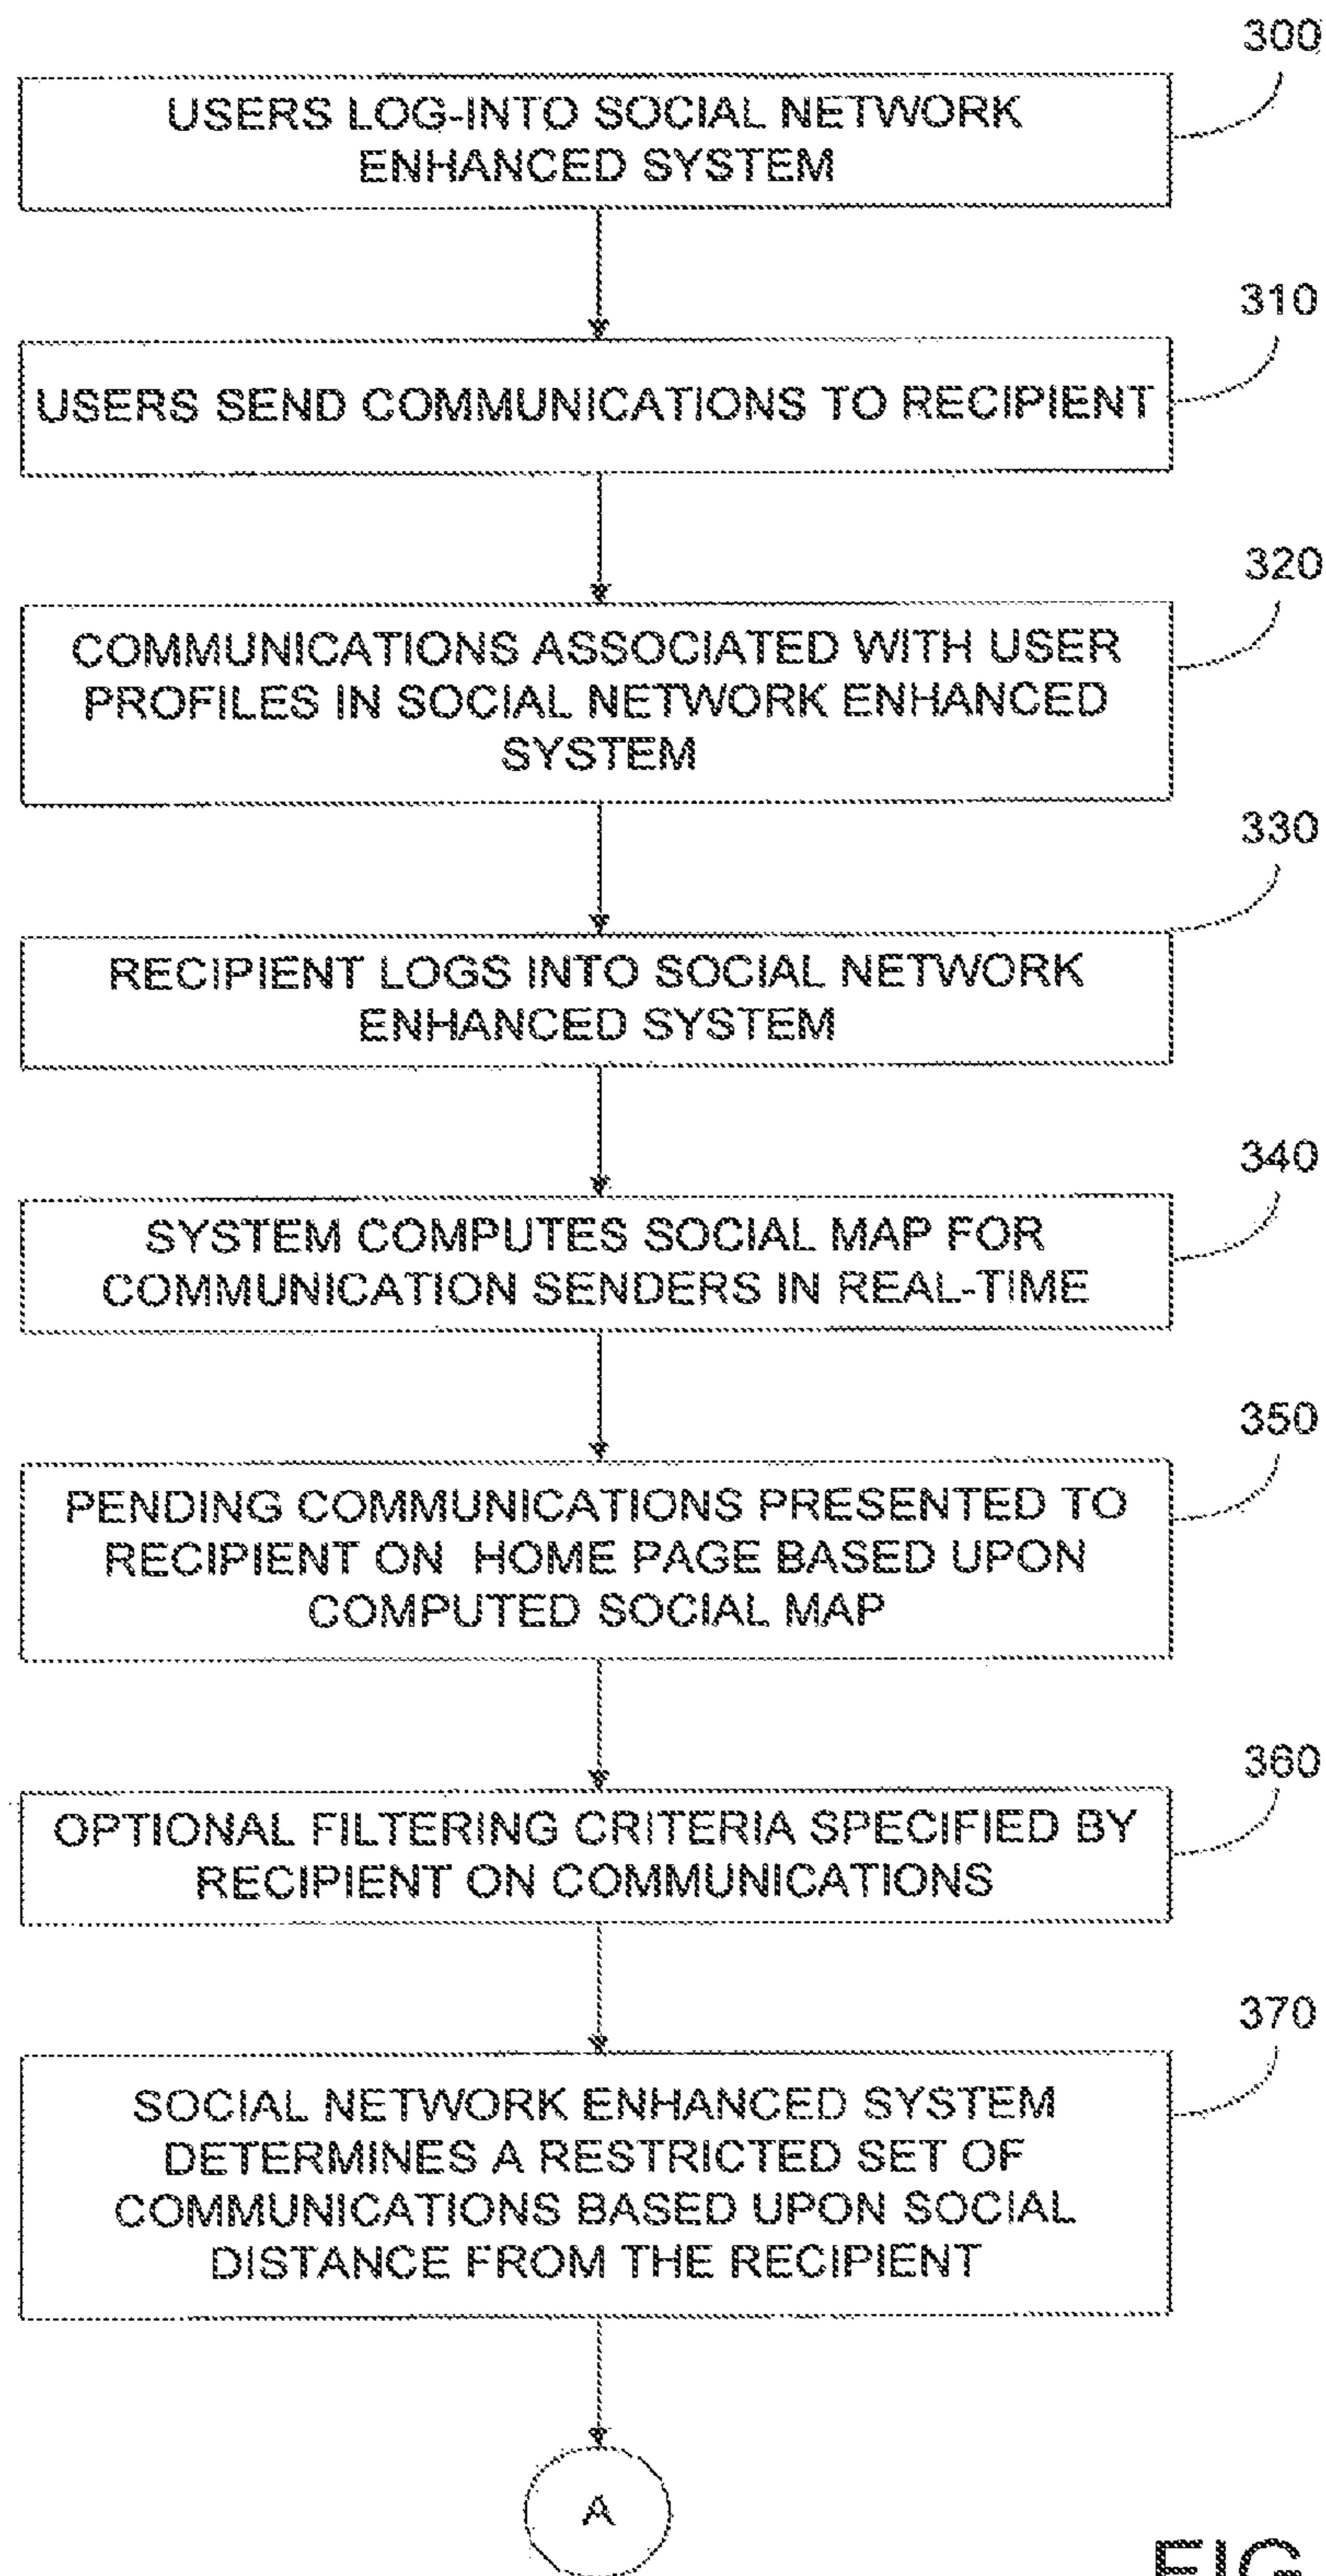 300
USERS LOG-INTO SOCIAL NETWORK
ENHANCED SYSTEM
310
USERS SEND COMMUNICATIONS TO RECIPIENT
320
COMMUNICATIONS ASSOCIATED WITH USER
PROFILES IN SOCIAL NETWORK ENHANCED
SYSTEM
330
RECIPIENT LOGS INTO SOCIAL NETWORK
ENHANCED SYSTEM
340
SYSTEM COMPUTES SOCIAL MAP FOR
COMMUNICATION SENDERS IN REAL-TIME
350
PENDING COMMUNICATIONS PRESENTED TO
RECIPIENT ON HOME PAGE BASED UPON
COMPUTED SOCIAL MAP
360
OPTIONAL FILTERING CRITERIA SPECIFIED BY
RECIPIENT ON COMMUNICATIONS
370
SOCIAL NETWORK ENHANCED SYSTEM
DETERMINES A RESTRICTED SET OF
COMMUNICATIONS BASED UPON SOCIAL
DISTANCE FROM THE RECIPIENT
A
FIG